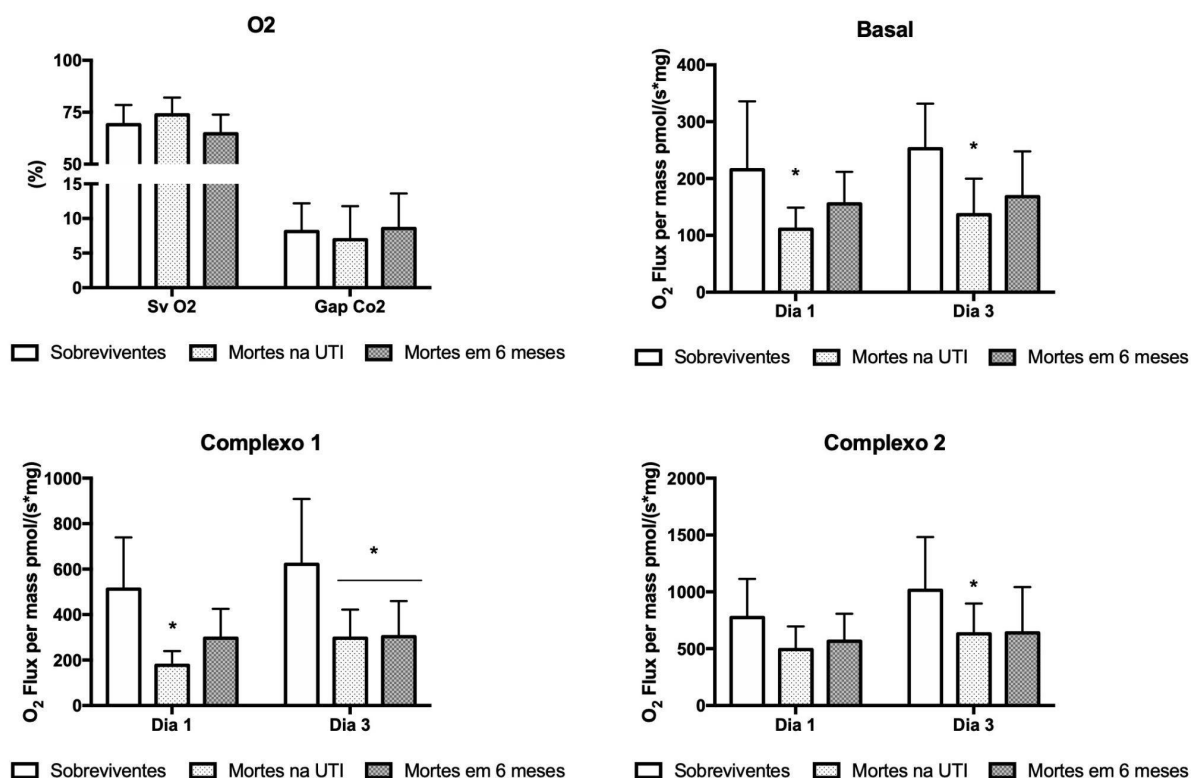 O2
100
75
50
15
10
5
0
(%)
Sv O2 Gap Co2
Sobreviventes Mortes na UTI Mortes em 6 meses
Basal
400
300
200
100
0
O2 Flux per mass pmol/(s*mg)
* *
Dia 1 Dia 3
Sobreviventes Mortes na UTI Mortes em 6 meses
Complexo 1
1000
800
600
400
200
0
O2 Flux per mass pmol/(s*mg)
* *
Dia 1 Dia 3
Sobreviventes Mortes na UTI Mortes em 6 meses
Complexo 2
2000
1500
1000
500
0
O2 Flux per mass pmol/(s*mg)
*
Dia 1 Dia 3
Sobreviventes Mortes na UTI Mortes em 6 meses